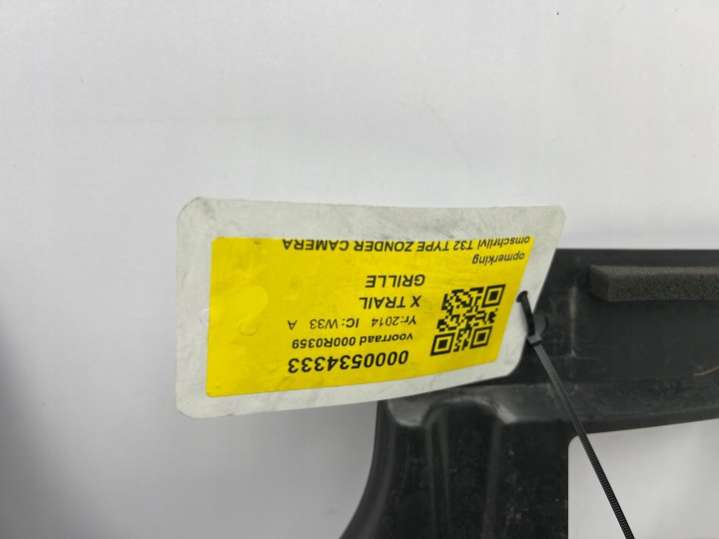 0000534333
voorraad 000R0359
Yr: 2014 IC: W33 A
X TRAIL
GRILLE
opmerking
omschrijvi T32 TYPE ZONDER CAMERA